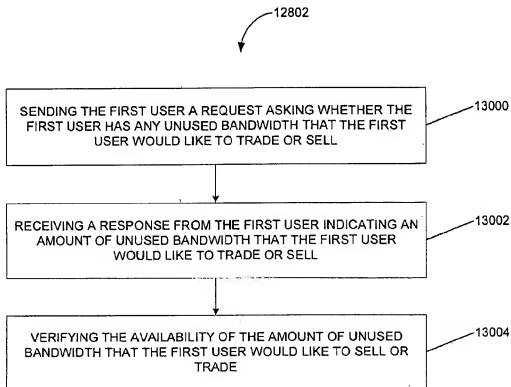 12802
SENDING THE FIRST USER A REQUEST ASKING WHETHER THE
FIRST USER HAS ANY UNUSED BANDWIDTH THAT THE FIRST
USER WOULD LIKE TO TRADE OR SELL
13000
RECEIVING A RESPONSE FROM THE FIRST USER INDICATING AN
AMOUNT OF UNUSED BANDWIDTH THAT THE FIRST USER
WOULD LIKE TO TRADE OR SELL
13002
VERIFYING THE AVAILABILITY OF THE AMOUNT OF UNUSED
BANDWIDTH THAT THE FIRST USER WOULD LIKE TO SELL OR
TRADE
13004